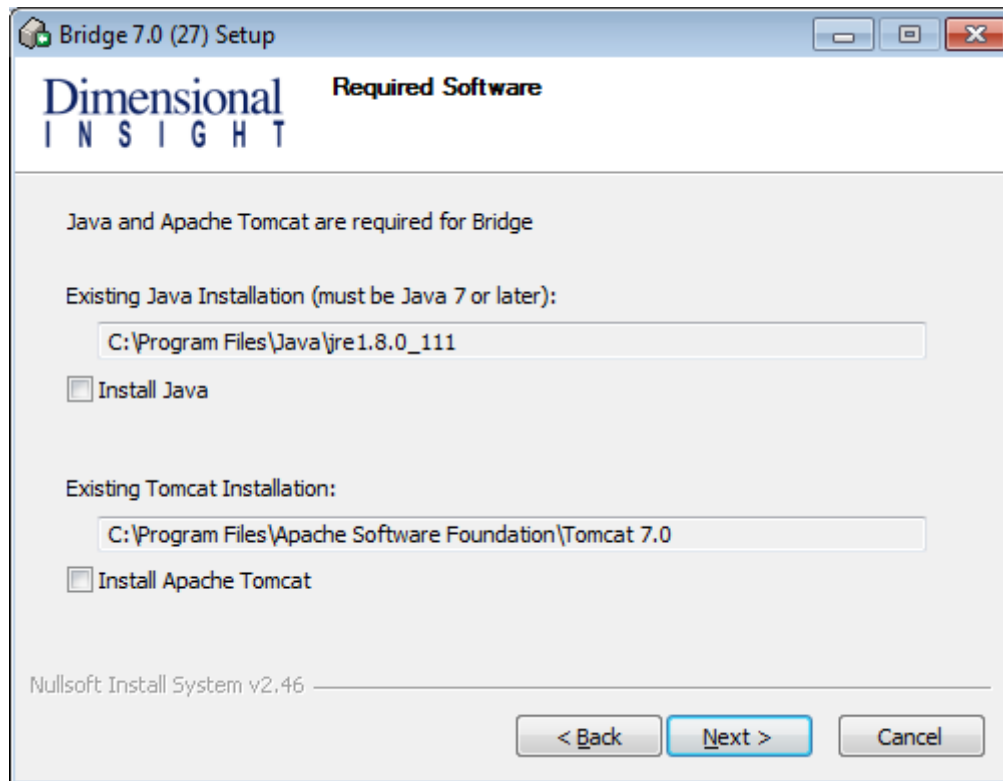 Bridge 7.0 (27) Setup
Dimensional
INSIGHT
Required Software
Java and Apache Tomcat are required for Bridge
Existing Java Installation (must be Java 7 or later):
C:\Program Files\Java\jre1.8.0_111
Install Java
Existing Tomcat Installation:
C:\Program Files\Apache Software Foundation\Tomcat 7.0
Install Apache Tomcat
Nullsoft Install System v2.46
< Back Next > Cancel